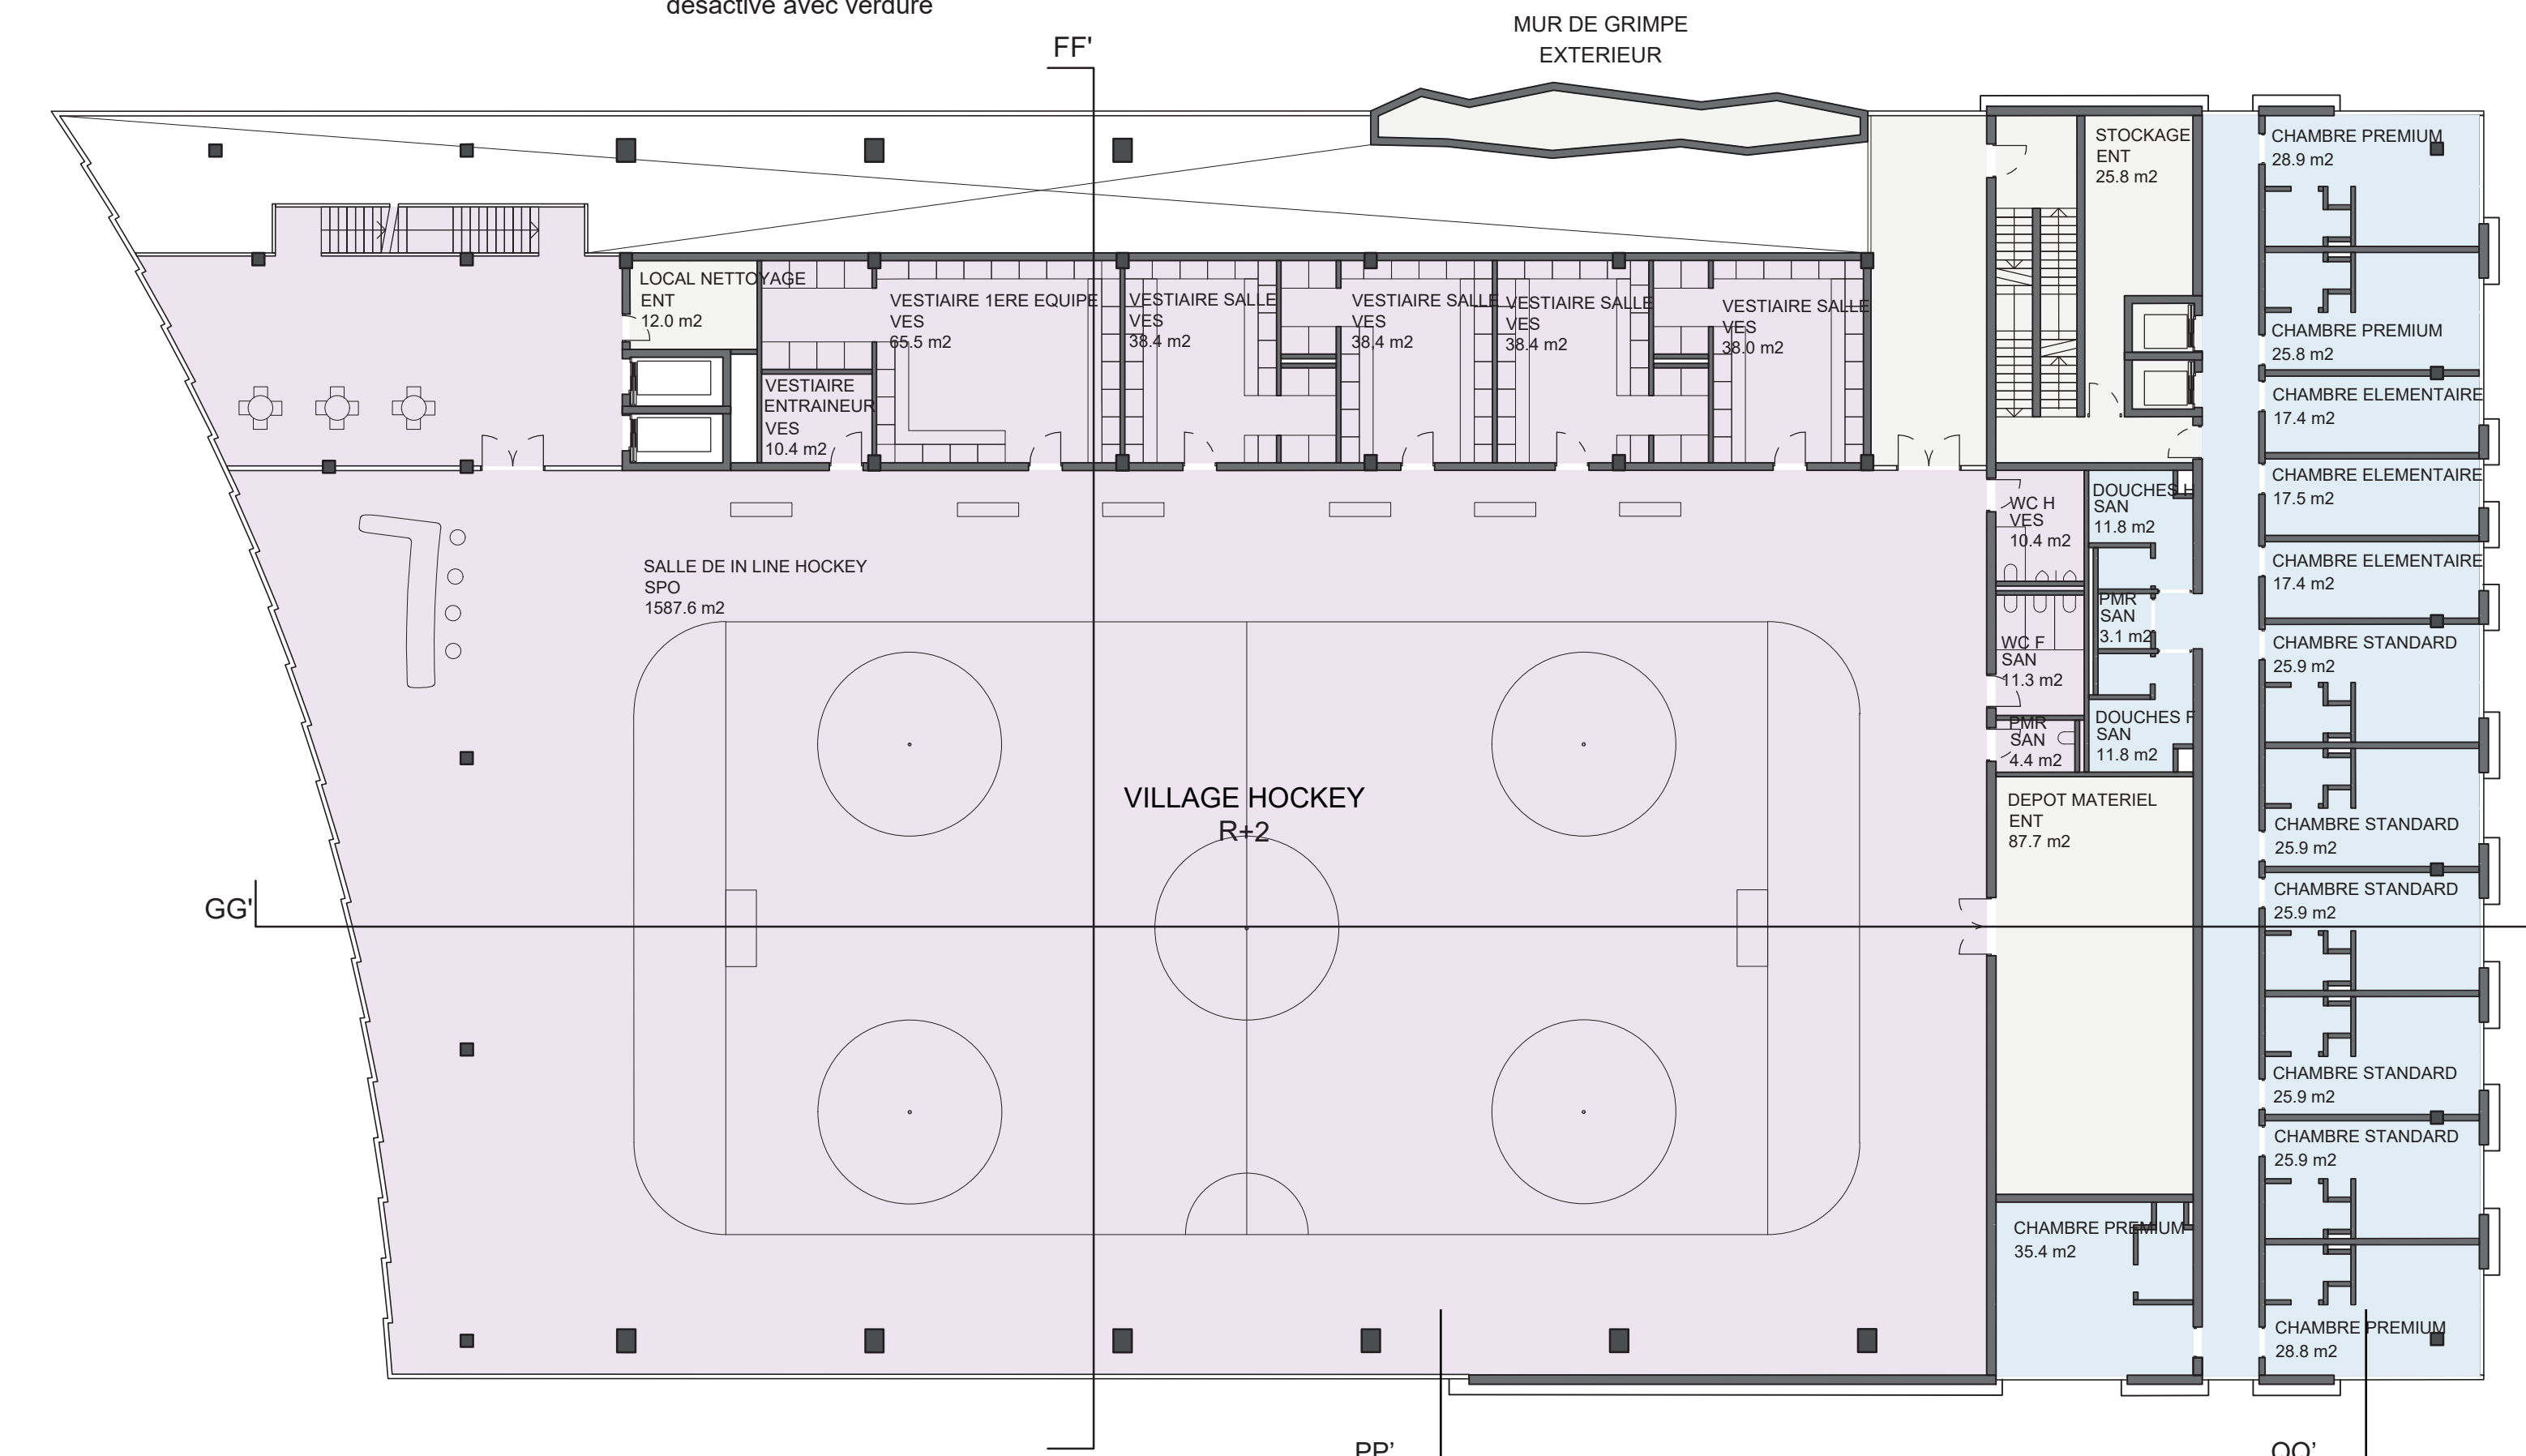 désactivé avec verdure
FF'
MUR DE GRIMPE
EXTERIEUR
STOCKAGE
ENT
25.8 m2
CHAMBRE PREMIUM
28.9 m2
LOCAL NETTOYAGE
ENT
12.0 m2
VESTIAIRE 1ERE EQUIPE
VES
65.5 m2
VESTIAIRE SALLE
VES
38.4 m2
VESTIAIRE SALLE
VES
38.4 m2
VESTIAIRE SALLE
VES
38.4 m2
VESTIAIRE SALLE
VES
38.0 m2
CHAMBRE PREMIUM
25.8 m2
VESTIAIRE
ENTRAINEUR
VES
10.4 m2
CHAMBRE ELEMENTAIRE
17.4 m2
CHAMBRE ELEMENTAIRE
17.5 m2
WC H
VES
10.4 m2
DOUCHES H
SAN
11.8 m2
SALLE DE IN LINE HOCKEY
SPO
1587.6 m2
CHAMBRE ELEMENTAIRE
17.4 m2
PMR
SAN
3.1 m2
WC F
SAN
11.3 m2
CHAMBRE STANDARD
25.9 m2
PMR
SAN
4.4 m2
DOUCHES F
SAN
11.8 m2
VILLAGE HOCKEY
R+2
DEPOT MATERIEL
ENT
87.7 m2
CHAMBRE STANDARD
25.9 m2
GG'
CHAMBRE STANDARD
25.9 m2
CHAMBRE STANDARD
25.9 m2
CHAMBRE STANDARD
25.9 m2
CHAMBRE PREMIUM
35.4 m2
CHAMBRE PREMIUM
28.8 m2
PP’